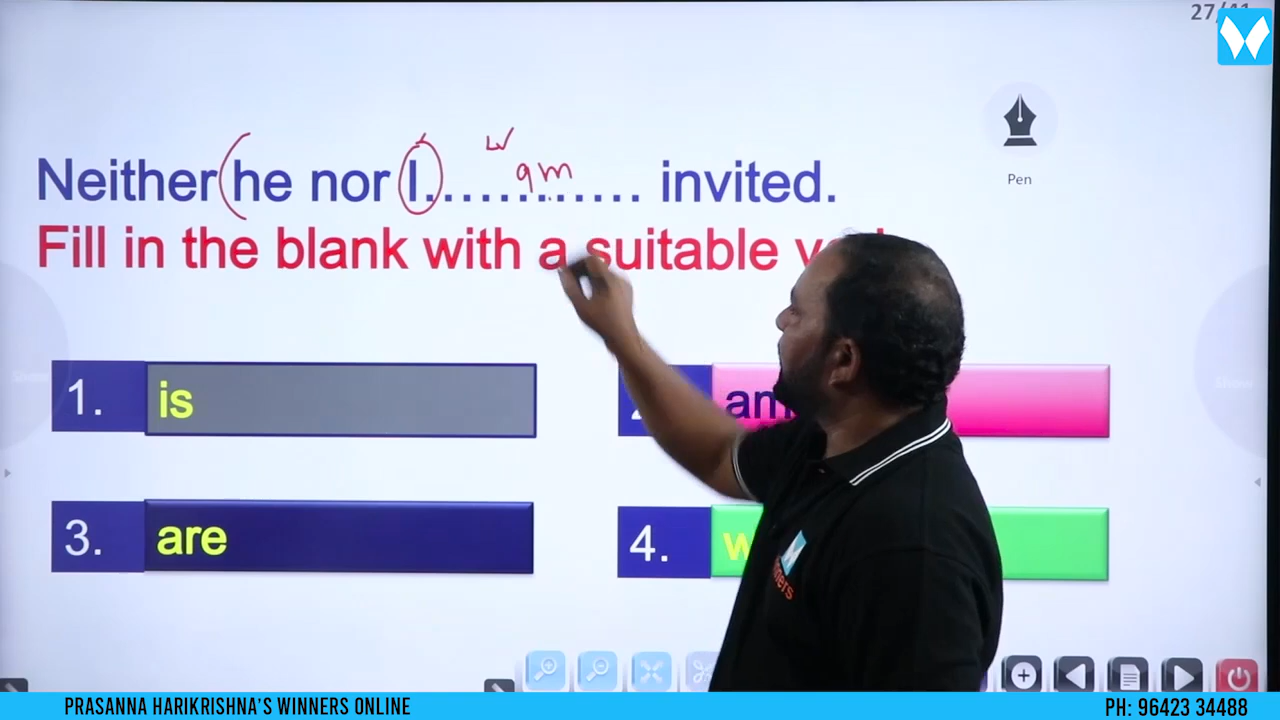 27/41
Pen
am
Neither he nor I............ invited.
Fill in the blank with a suitable
1. is
am
3. are
4. w
PRASANNA HARIKRISHNA'S WINNERS ONLINE
PH: 96423 34488